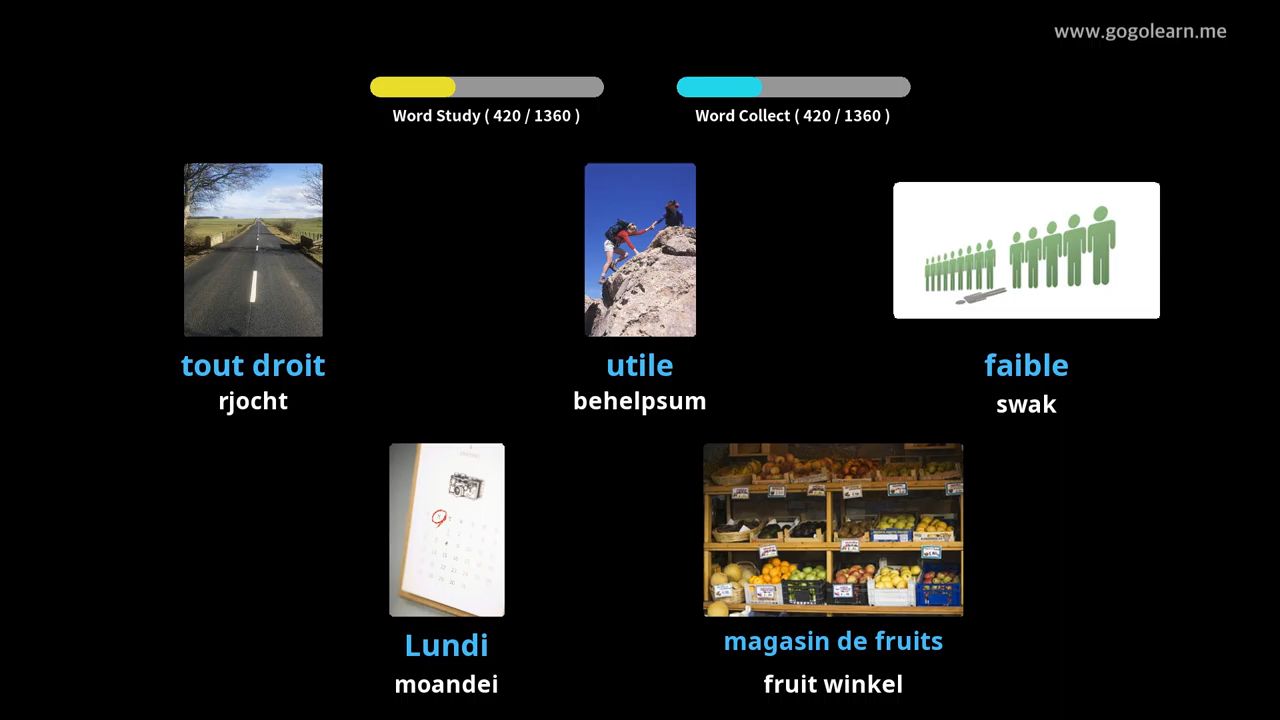 www.gogolearn.me
Word Study ( 420 / 1360 )
Word Collect ( 420 / 1360 )
tout droit
rjocht
utile
behelpsum
faible
swak
Lundi
moandei
magasin de fruits
fruit winkel